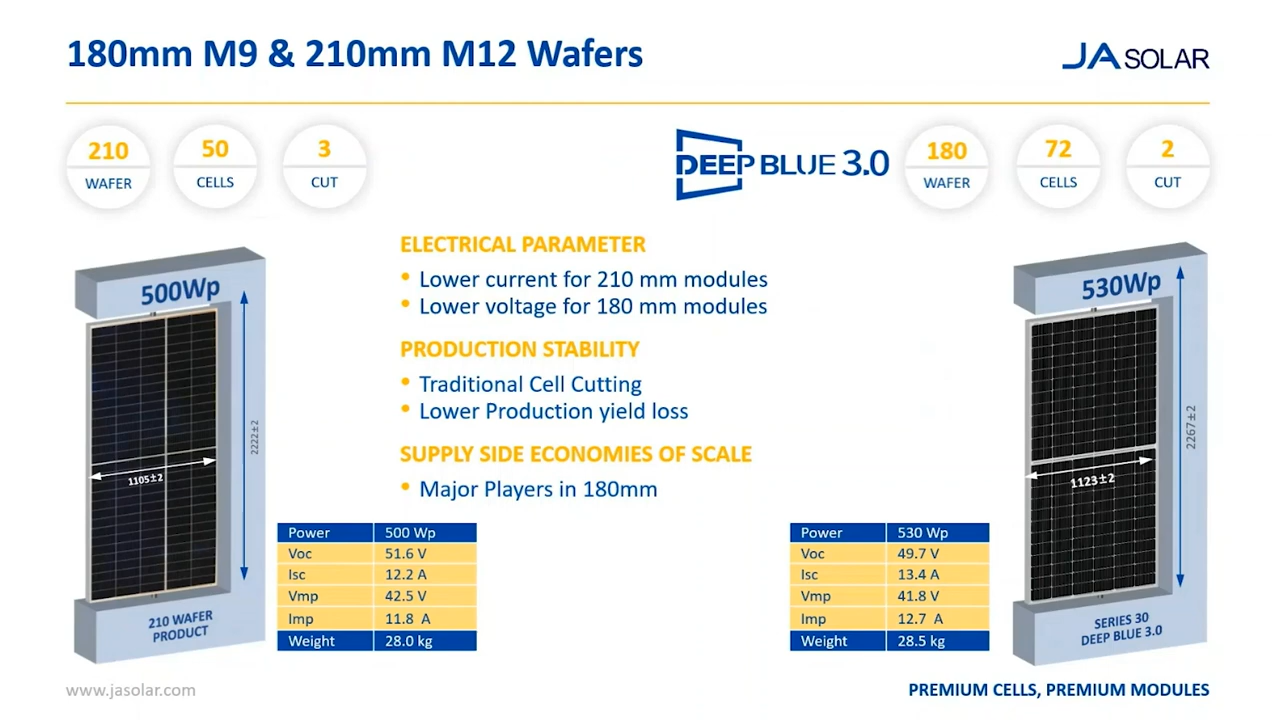 180mm M9 & 210mm M12 Wafers
JA SOLAR
210
WAFER
50
CELLS
3
CUT
DEEP BLUE 3.0
180
WAFER
72
CELLS
2
CUT
500Wp
2222±2
1105±2
210 WAFER
PRODUCT
ELECTRICAL PARAMETER
• Lower current for 210 mm modules
• Lower voltage for 180 mm modules
PRODUCTION STABILITY
• Traditional Cell Cutting
• Lower Production yield loss
SUPPLY SIDE ECONOMIES OF SCALE
• Major Players in 180mm
Power 500 Wp
Voc 51.6 V
Isc 12.2 A
Vmp 42.5 V
Imp 11.8 A
Weight 28.0 kg
Power 530 Wp
Voc 49.7 V
Isc 13.4 A
Vmp 41.8 V
Imp 12.7 A
Weight 28.5 kg
530Wp
2267±2
1123±2
SERIES 30
DEEP BLUE 3.0
www.jasolar.com
PREMIUM CELLS, PREMIUM MODULES